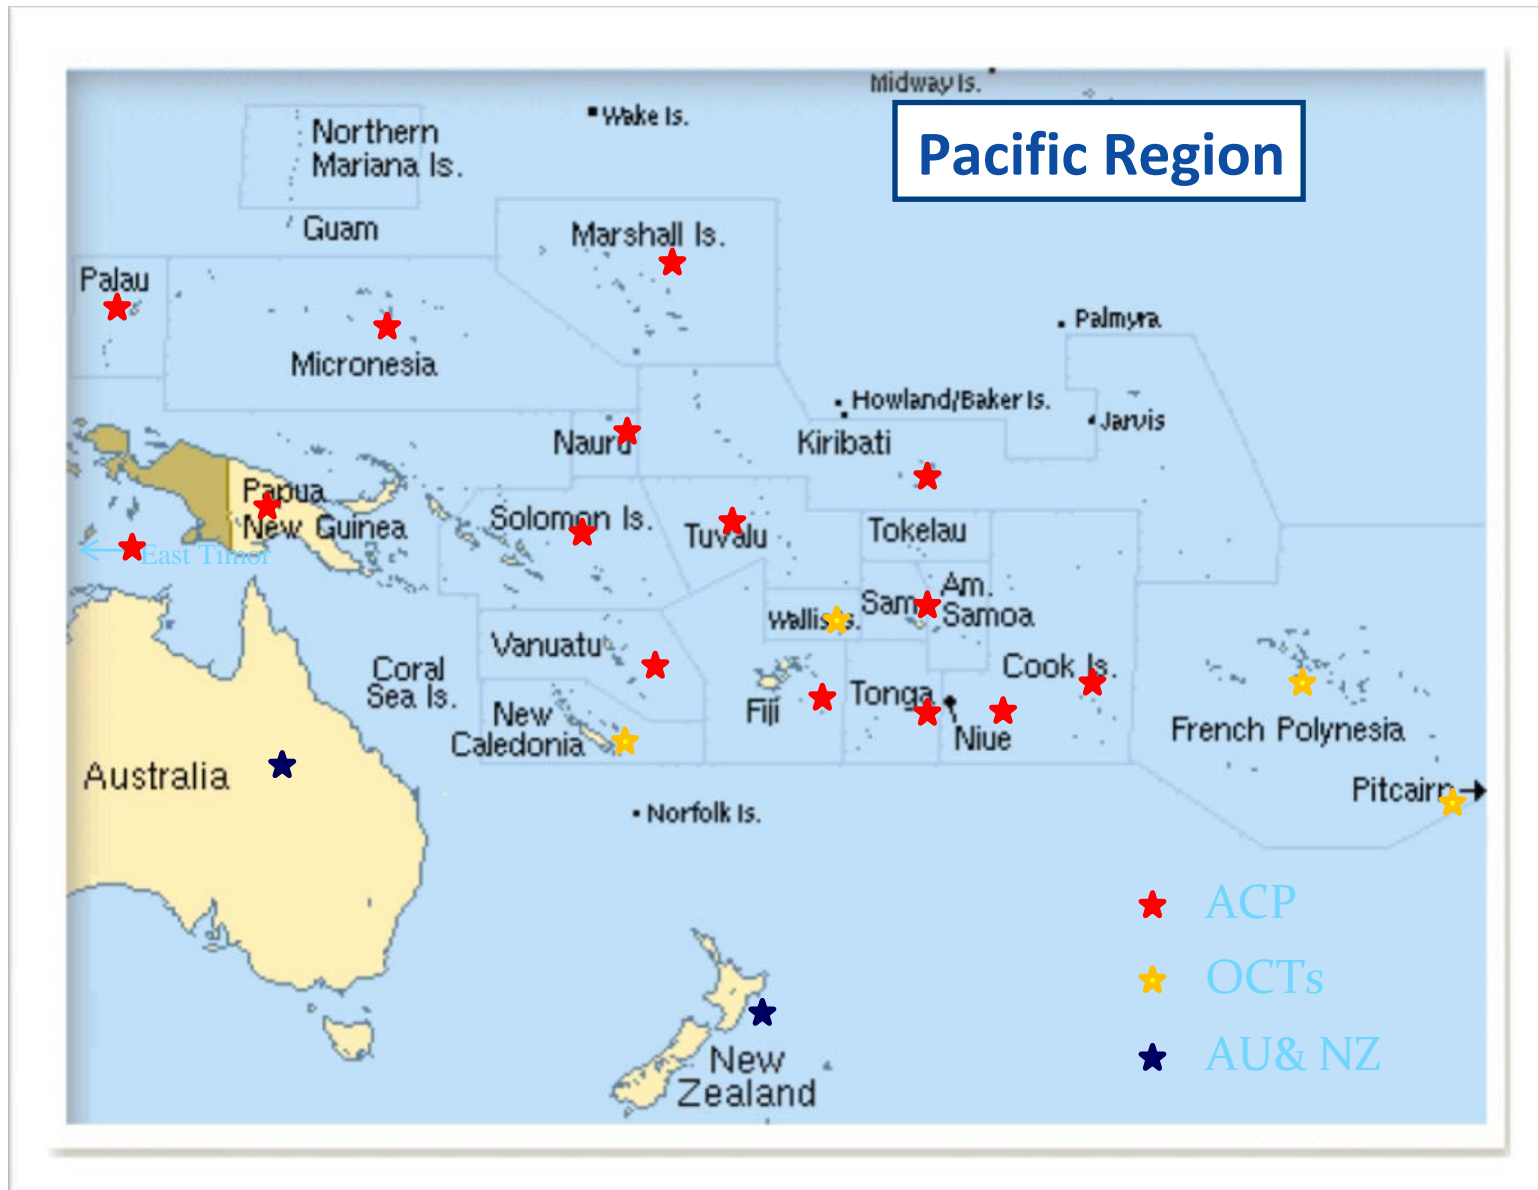 Midway Is.
Wake Is.
Pacific Region
Northern
Mariana Is.
Guam
Marshall Is.
Palau
Palmyra
Micronesia
Howland/Baker Is.
Jarvis
Nauru
Kiribati
Papua
New Guinea
Solomon Is.
Tuvalu
Tokelau
East Timor
Am.
Samoa
Sam
Wallis Is.
Vanuatu
Coral
Sea Is.
Cook Is.
Fiji
Tonga
Niue
New
Caledonia
French Polynesia
Australia
Pitcairn
Norfolk Is.
ACP
OCTs
AU& NZ
New
Zealand